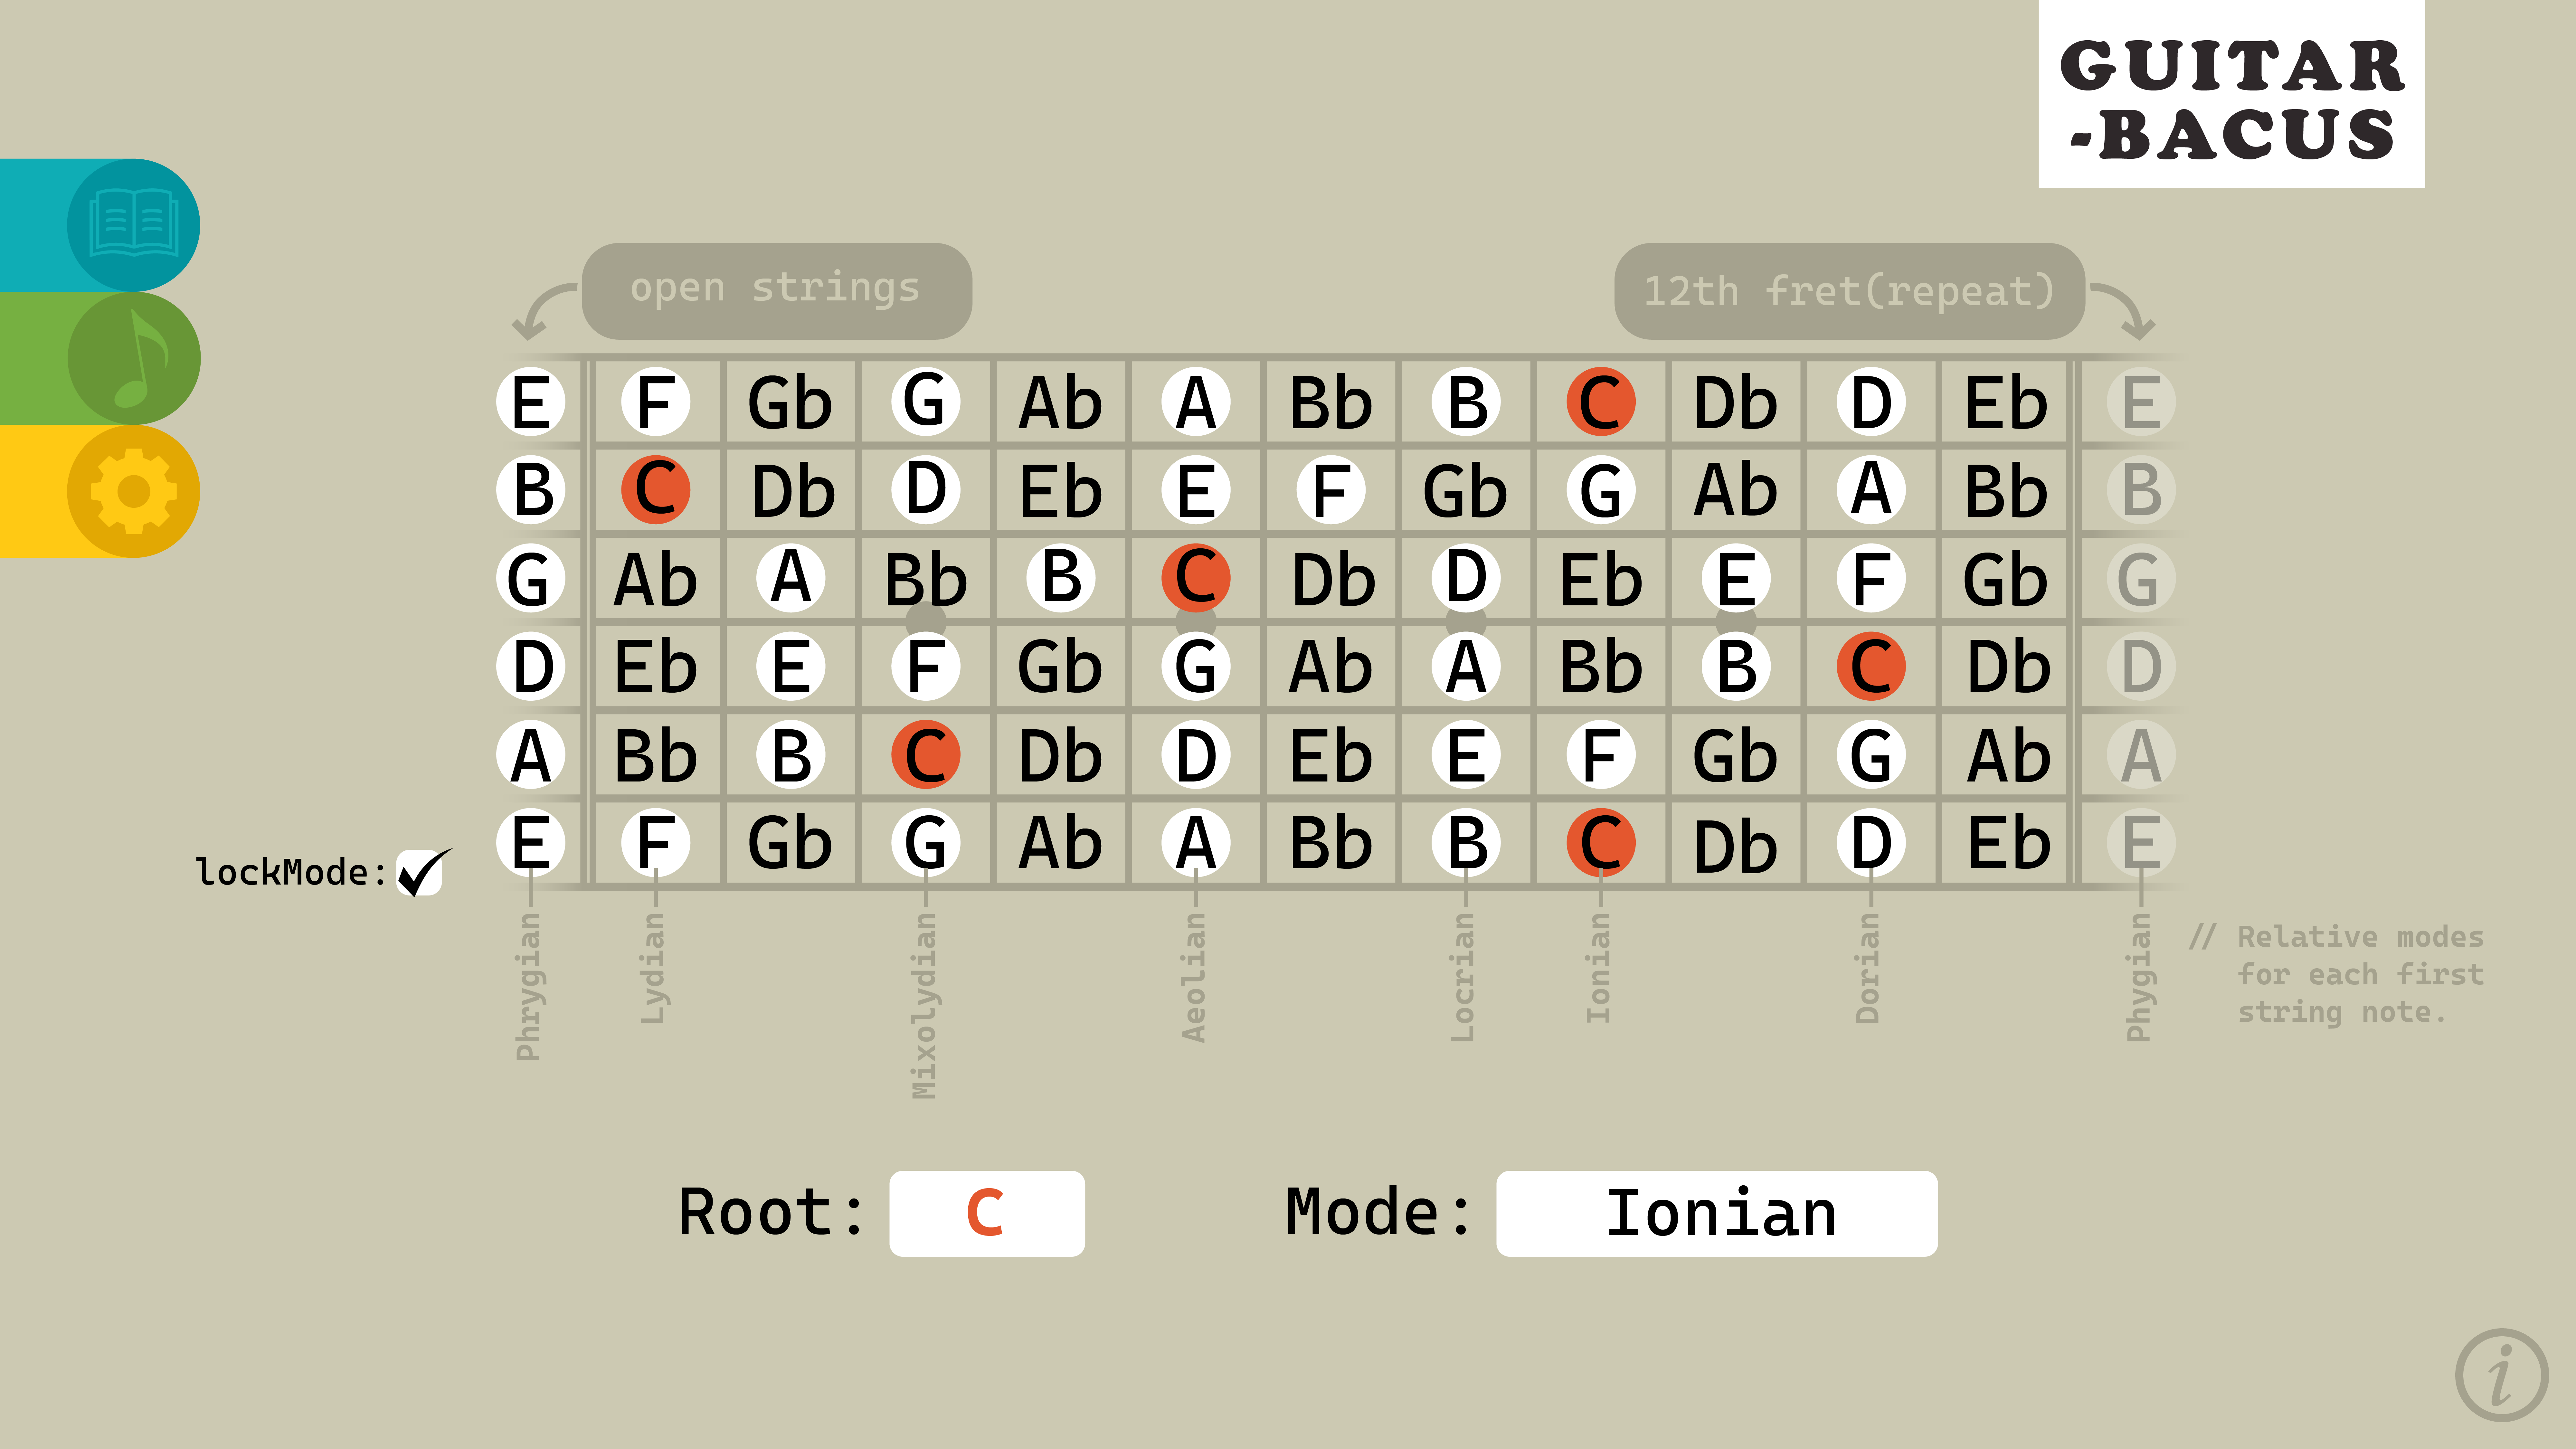 GUITAR
-BACUS
open strings
12th fret(repeat)
E F Gb G Ab A Bb B C Db D Eb E
B C Db D Eb E F Gb G Ab A Bb B
G Ab A Bb B C Db D Eb E F Gb G
D Eb E F Gb G Ab A Bb B C Db D
A Bb B C Db D Eb E F Gb G Ab A
E F Gb G Ab A Bb B C Db D Eb E
lockMode:
Phrygian
Lydian
Mixolydian
Aeolian
Locrian
Ionian
Dorian
Phygian
// Relative modes
for each first
string note.
Root: C
Mode: Ionian
i